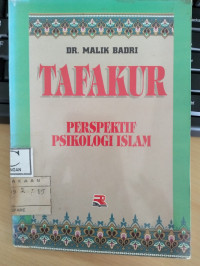 DR. MALIK BADRI
TAFAKUR
PERSPEKTIF
PSIKOLOGI ISLAM